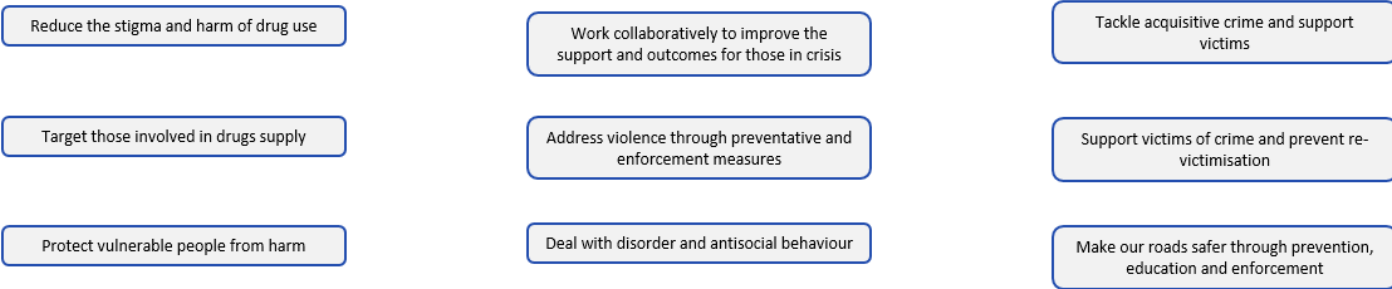 Reduce the stigma and harm of drug use
Work collaboratively to improve the
support and outcomes for those in crisis
Tackle acquisitive crime and support
victims
Target those involved in drugs supply
Address violence through preventative and
enforcement measures
Support victims of crime and prevent re-
victimisation
Protect vulnerable people from harm
Deal with disorder and antisocial behaviour
Make our roads safer through prevention,
education and enforcement